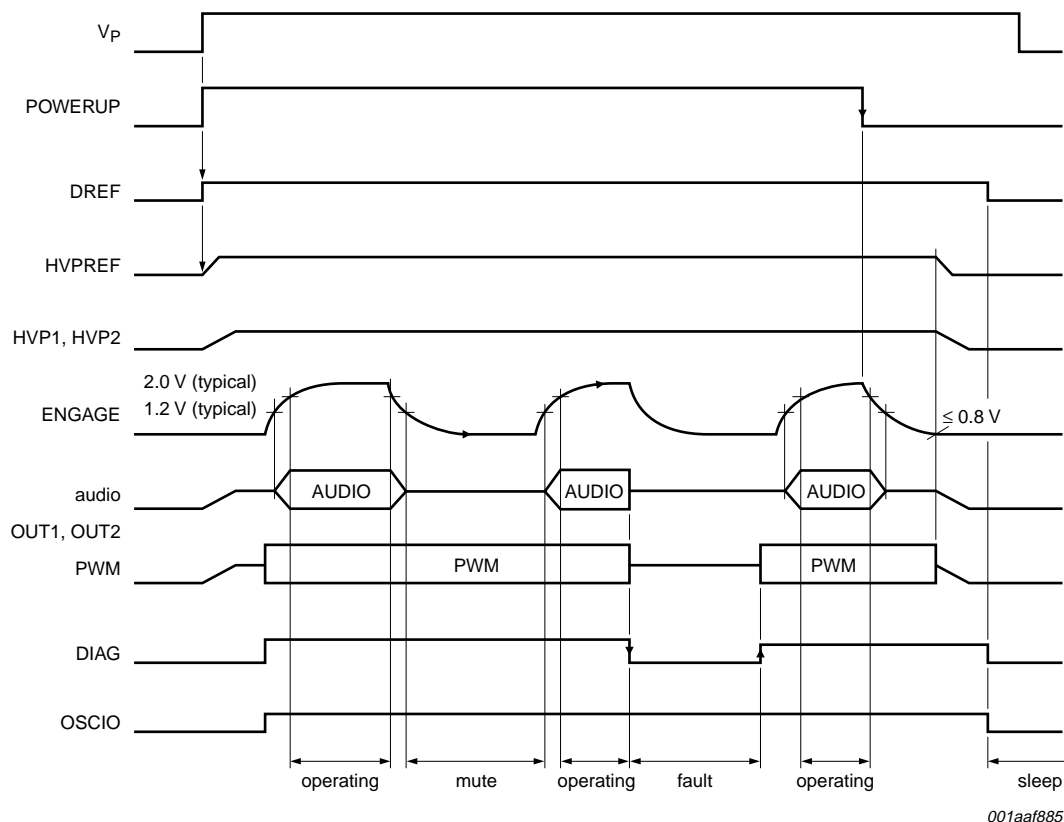 VP
POWERUP
DREF
HVPREF
HVP1, HVP2
2.0 V (typical)
1.2 V (typical)
ENGAGE
≤ 0.8 V
audio
AUDIO
AUDIO
AUDIO
OUT1, OUT2
PWM
PWM
PWM
DIAG
OSCIO
operating
mute
operating
fault
operating
sleep
001aaf885